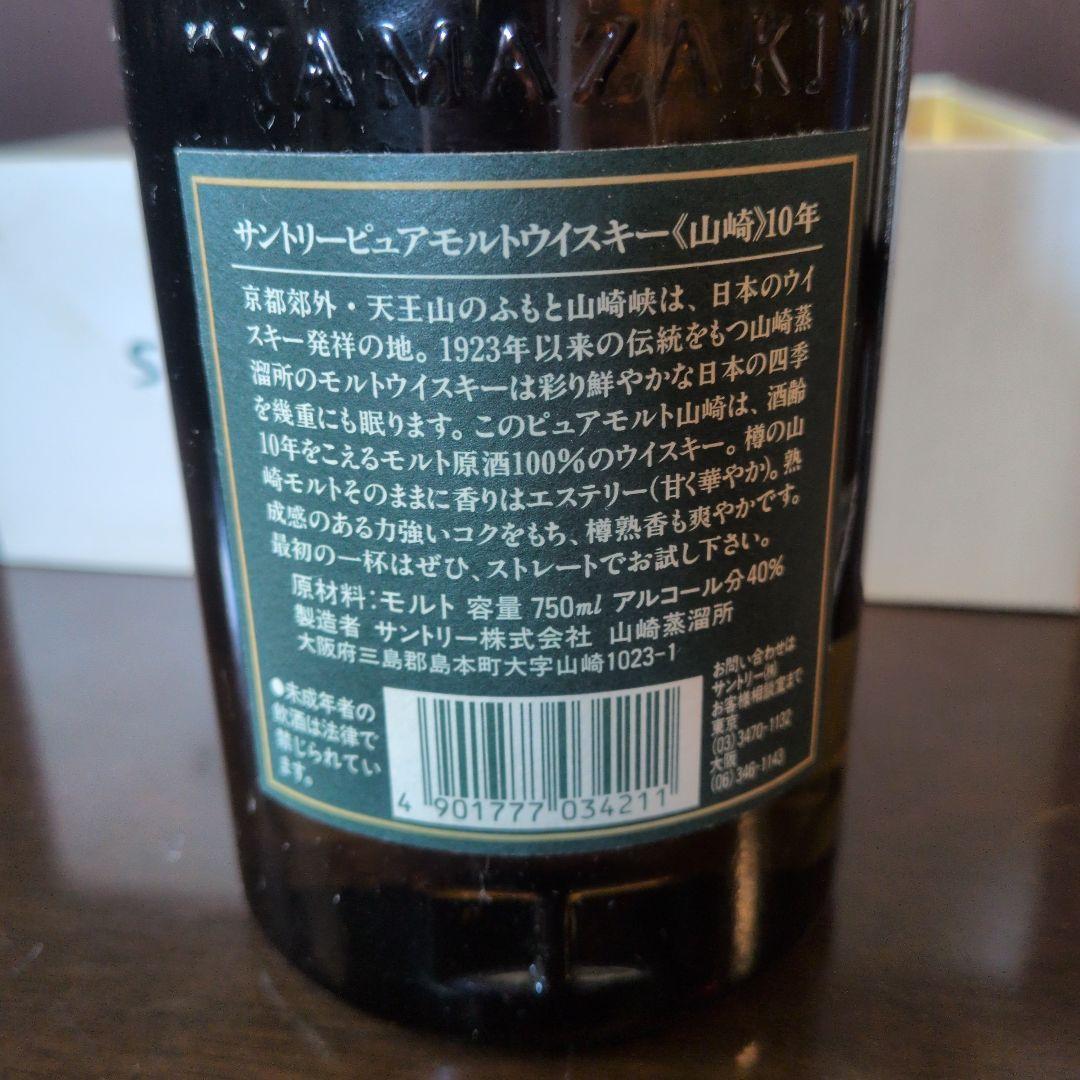 "YAMAZAKI"
サントリーピュアモルトウイスキー《山崎》10年
京都郊外・天王山のふもと山崎峡は、日本のウイ
スキー発祥の地。1923年以来の伝統をもつ山崎蒸
溜所のモルトウイスキーは彩り鮮やかな日本の四季
を幾重にも眠ります。このピュアモルト山崎は、酒齢
10年をこえるモルト原酒100%のウイスキー。樽の山
崎モルトそのままに香りはエステリー(甘く華やか)。熟
成感のある力強いコクをもち、樽熟香も爽やかです。
最初の一杯はぜひ、ストレートでお試し下さい。
原材料:モルト 容量 750ml アルコール分40%
製造者 サントリー株式会社 山崎蒸溜所
大阪府三島郡島本町大字山崎1023-1
●未成年者の
飲酒は法律で
禁じられてい
ます。
4 901777 034211
お問い合わせは
サントリー㈱
お客様相談室まで
東京
(03)3470-1132
大阪
(06)346-1143
S